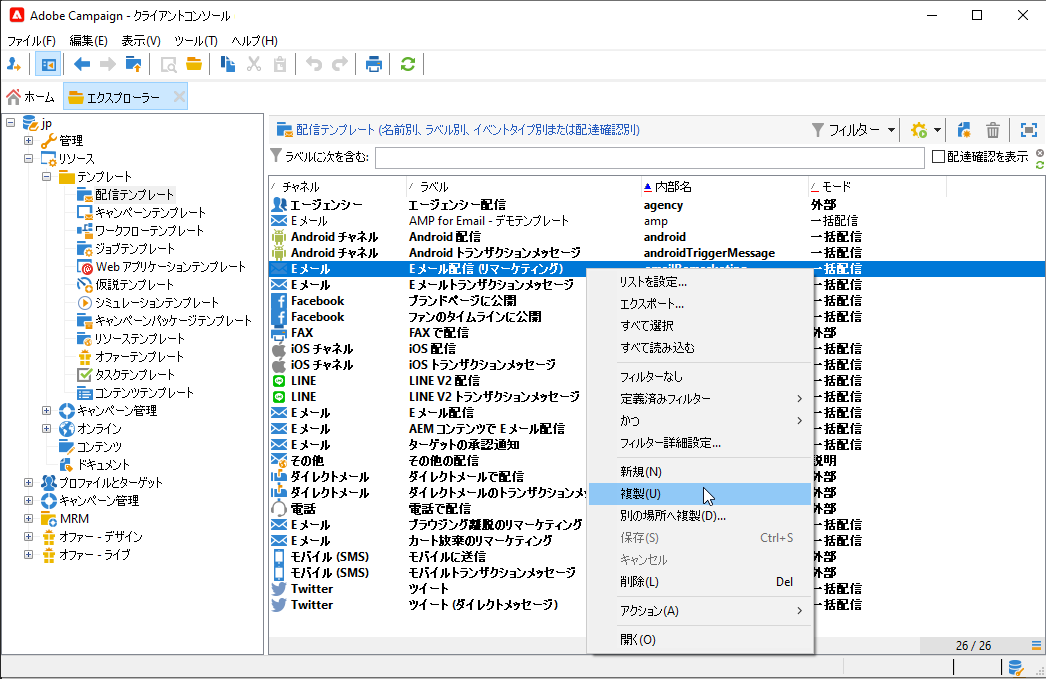 Adobe Campaign - クライアントコンソール
ファイル(F) 編集(E) 表示(V) ツール(T) ヘルプ(H)
ホーム エクスプローラー
jp
管理
リソース
テンプレート
配信テンプレート
キャンペーンテンプレート
ワークフローテンプレート
ジョブテンプレート
Web アプリケーションテンプレート
仮説テンプレート
シミュレーションテンプレート
キャンペーンパッケージテンプレート
リソーステンプレート
オファーテンプレート
タスクテンプレート
コンテンツテンプレート
キャンペーン管理
オンライン
コンテンツ
ドキュメント
プロファイルとターゲット
キャンペーン管理
MRM
オファー - デザイン
オファー - ライブ
配信テンプレート (名前別、ラベル別、イベントタイプ別または配達確認別) フィルター
ラベルに次を含む: 配達確認を表示
チャネル ラベル 内部名 モード
エージェンシー エージェンシー配信 agency 外部
E メール AMP for Email - デモテンプレート amp 一括配信
Android チャネル Android 配信 android 一括配信
Android チャネル Android トランザクションメッセージ androidTriggerMessage 一括配信
E メール E メール配信 (リマーケティング) 一括配信
E メール E メールトランザクションメッセージ 一括配信
Facebook ブランドページに公開 一括配信
Facebook ファンのタイムラインに公開 一括配信
FAX FAX で配信 外部
iOS チャネル iOS 配信 一括配信
iOS チャネル iOS トランザクションメッセージ 一括配信
LINE LINE V2 配信 一括配信
LINE LINE V2 トランザクションメッセージ 一括配信
E メール E メール配信 一括配信
E メール AEM コンテンツで E メール配信 一括配信
E メール ターゲットの承認通知 一括配信
その他 その他の配信 説明
ダイレクトメール ダイレクトメールで配信 外部
ダイレクトメール ダイレクトメールのトランザクションメ 外部
電話 電話で配信 外部
E メール ブラウジング離脱のリマーケティング 一括配信
E メール カート放棄のリマーケティング 一括配信
モバイル (SMS) モバイルに送信 外部
モバイル (SMS) モバイルトランザクションメッセージ 外部
Twitter ツイート 一括配信
Twitter ツイート (ダイレクトメッセージ) 一括配信
リストを設定...
エクスポート...
すべて選択
すべて読み込む
フィルターなし
定義済みフィルター
かつ
フィルター詳細設定...
新規(N)
複製(U)
別の場所へ複製(D)...
保存(S) Ctrl+S
キャンセル
削除(L) Del
アクション(A)
開く(O)
26 / 26